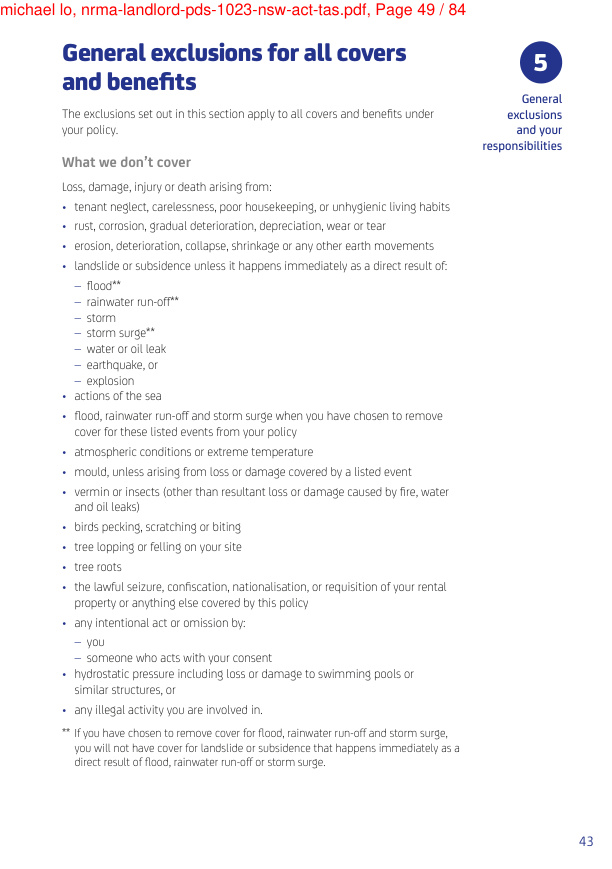 michael lo, nrma-landlord-pds-1023-nsw-act-tas.pdf, Page 49 / 84
General exclusions for all covers
and benefits
5
General
exclusions
and your
responsibilities
The exclusions set out in this section apply to all covers and benefits under
your policy.
What we don’t cover
Loss, damage, injury or death arising from:
• tenant neglect, carelessness, poor housekeeping, or unhygienic living habits
• rust, corrosion, gradual deterioration, depreciation, wear or tear
• erosion, deterioration, collapse, shrinkage or any other earth movements
• landslide or subsidence unless it happens immediately as a direct result of:
– flood**
– rainwater run-off**
– storm
– storm surge**
– water or oil leak
– earthquake, or
– explosion
• actions of the sea
• flood, rainwater run-off and storm surge when you have chosen to remove
cover for these listed events from your policy
• atmospheric conditions or extreme temperature
• mould, unless arising from loss or damage covered by a listed event
• vermin or insects (other than resultant loss or damage caused by fire, water
and oil leaks)
• birds pecking, scratching or biting
• tree lopping or felling on your site
• tree roots
• the lawful seizure, confiscation, nationalisation, or requisition of your rental
property or anything else covered by this policy
• any intentional act or omission by:
– you
– someone who acts with your consent
• hydrostatic pressure including loss or damage to swimming pools or
similar structures, or
• any illegal activity you are involved in.
** If you have chosen to remove cover for flood, rainwater run-off and storm surge,
you will not have cover for landslide or subsidence that happens immediately as a
direct result of flood, rainwater run-off or storm surge.
43